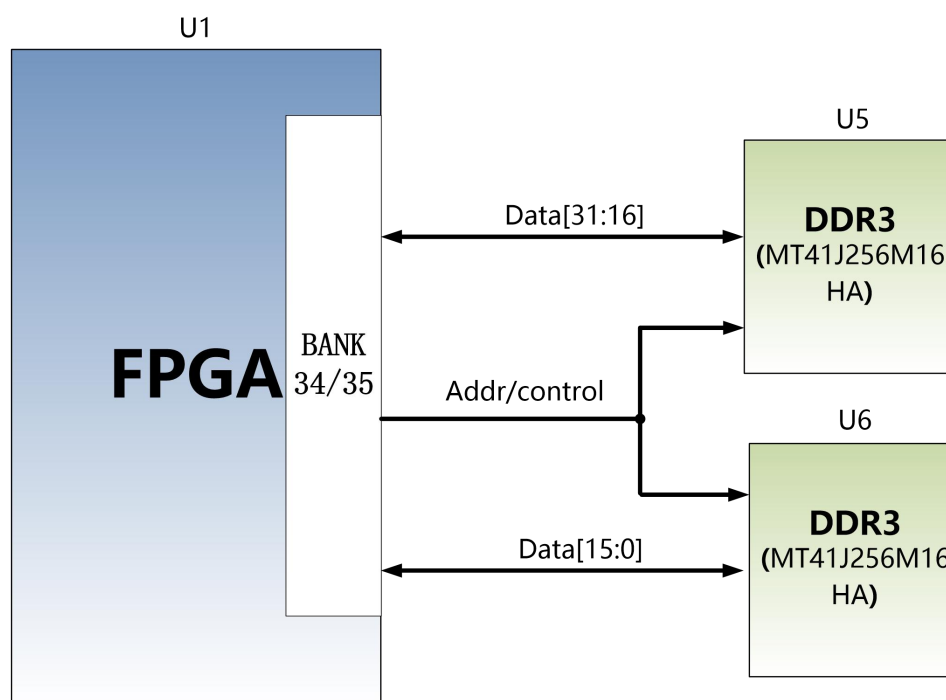 U1
U5
Data[31:16]
DDR3
(MT41J256M16
HA)
BANK
34/35
FPGA
Addr/control
U6
Data[15:0]
DDR3
(MT41J256M16
HA)